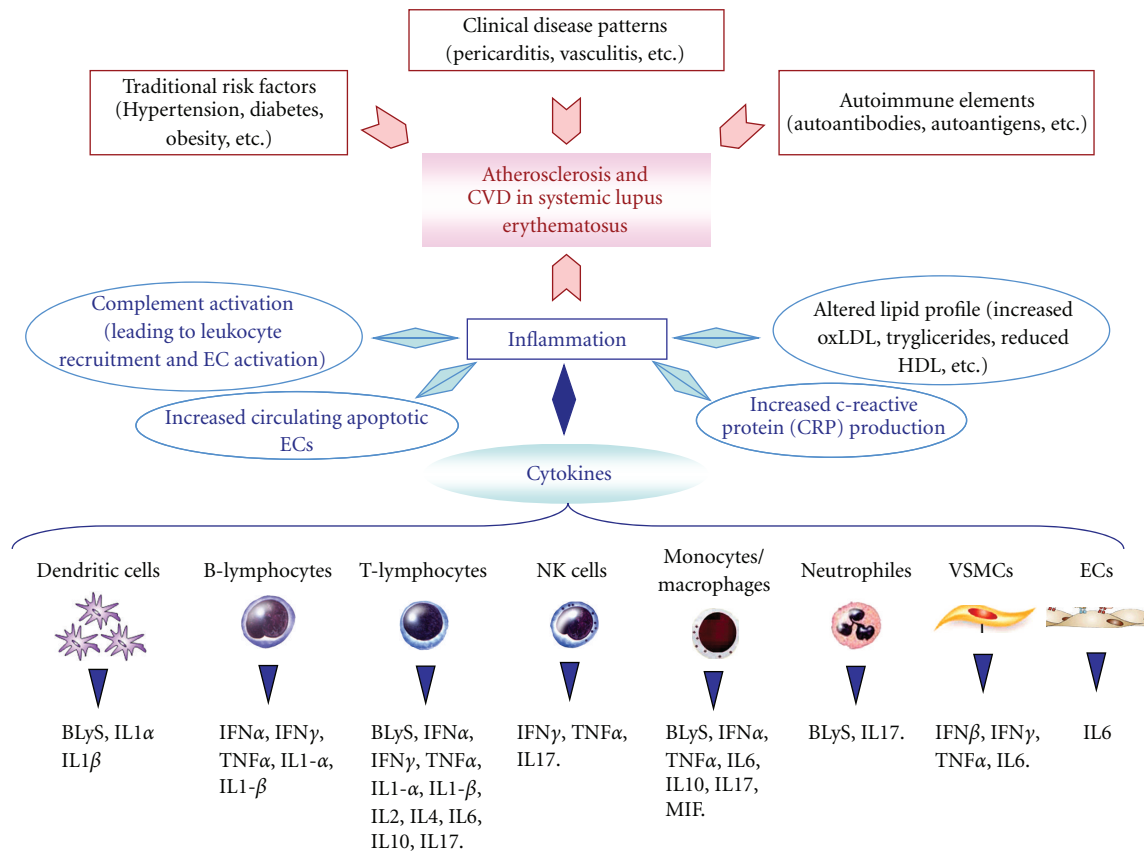 Clinical disease patterns
(pericarditis, vasculitis, etc.)
Traditional risk factors
(Hypertension, diabetes,
obesity, etc.)
Autoimmune elements
(autoantibodies, autoantigens, etc.)
Atherosclerosis and
CVD in systemic lupus
erythematosus
Complement activation
(leading to leukocyte
recruitment and EC activation)
Inflammation
Altered lipid profile (increased
oxLDL, tryglicerides, reduced
HDL, etc.)
Increased circulating apoptotic
ECs
Increased c-reactive
protein (CRP) production
Cytokines
Dendritic cells
B-lymphocytes
T-lymphocytes
NK cells
Monocytes/
macrophages
Neutrophiles
VSMCs
ECs
BLyS, IL1α
IL1β
IFNα, IFNγ,
TNFα, IL1-α,
IL1-β
BLyS, IFNα,
IFNγ, TNFα,
IL1-α, IL1-β,
IL2, IL4, IL6,
IL10, IL17.
IFNγ, TNFα,
IL17.
BLyS, IFNα,
TNFα, IL6,
IL10, IL17,
MIF.
BLyS, IL17.
IFNβ, IFNγ,
TNFα, IL6.
IL6